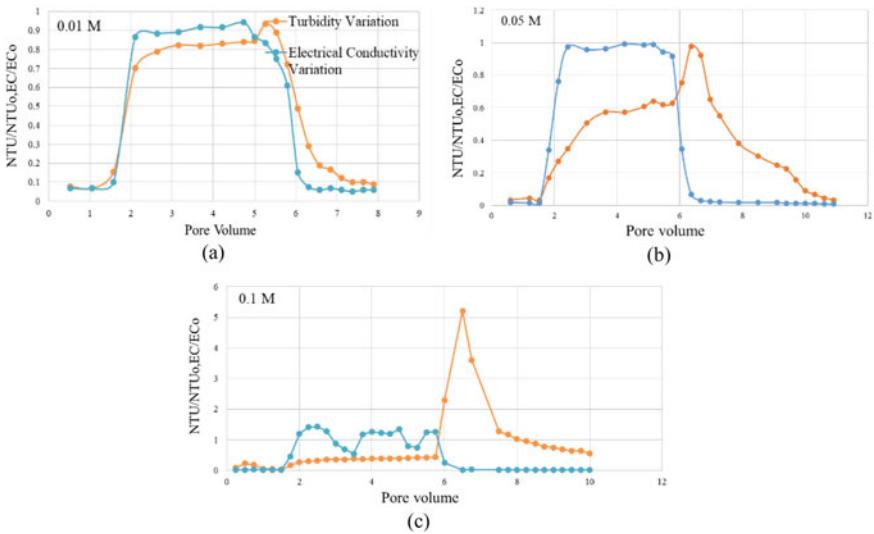 0.01 M
Turbidity Variation
Electrical Conductivity
Variation
NTU/NTUo,EC/ECo
1
0.9
0.8
0.7
0.6
0.5
0.4
0.3
0.2
0.1
0
0 1 2 3 4 5 6 7 8 9
Pore Volume
(a)
0.05 M
NTU/NTUo,EC/ECo
1.2
1
0.8
0.6
0.4
0.2
0
0 2 4 6 8 10 12
Pore volume
(b)
0.1 M
NTU/NTUo,EC/ECo
6
5
4
3
2
1
0
0 2 4 6 8 10 12
Pore volume
(c)